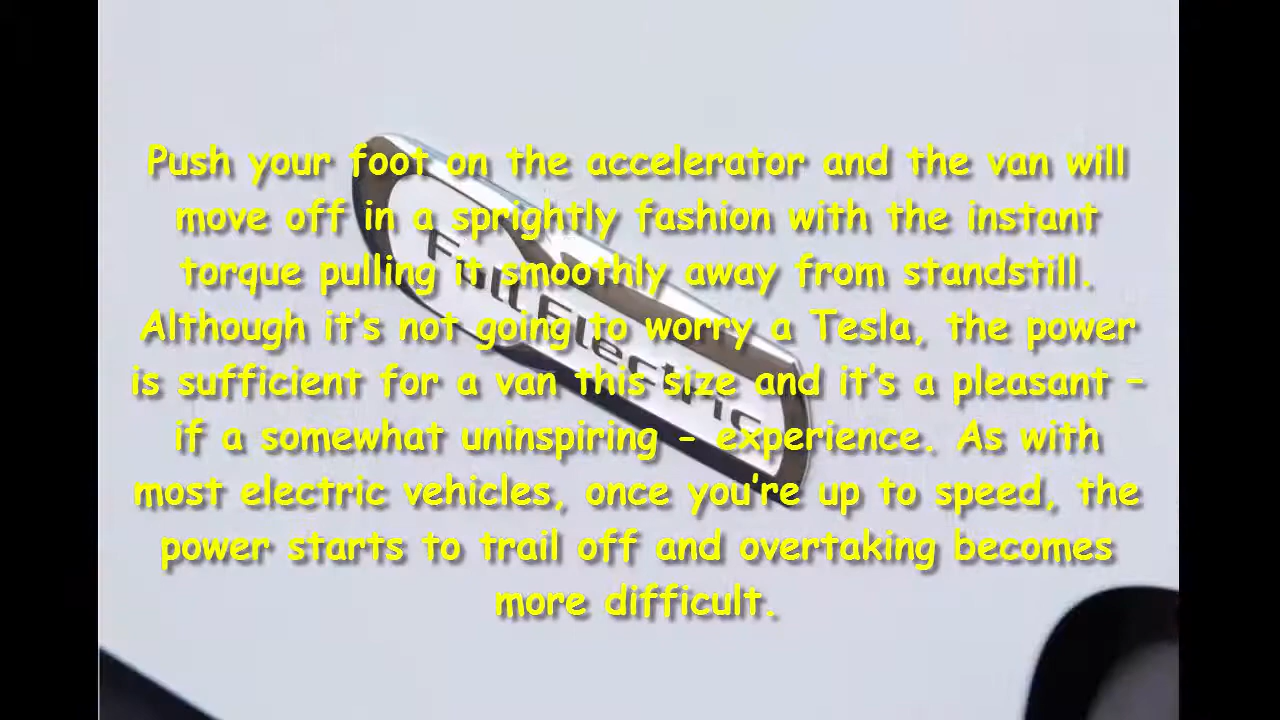 Push your foot on the accelerator and the van will
move off in a sprightly fashion with the instant
torque pulling it smoothly away from standstill.
Although it's not going to worry a Tesla, the power
is sufficient for a van this size and it's a pleasant –
if a somewhat uninspiring - experience. As with
most electric vehicles, once you're up to speed, the
power starts to trail off and overtaking becomes
more difficult.
Full Electric